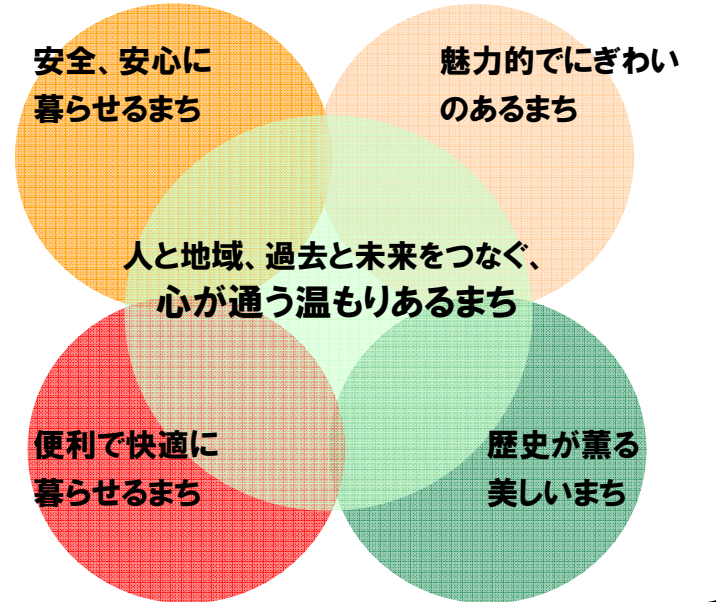 安全、安心に
暮らせるまち
魅力的でにぎわい
のあるまち
人と地域、過去と未来をつなぐ、
心が通う温もりあるまち
便利で快適に
暮らせるまち
歴史が薫る
美しいまち